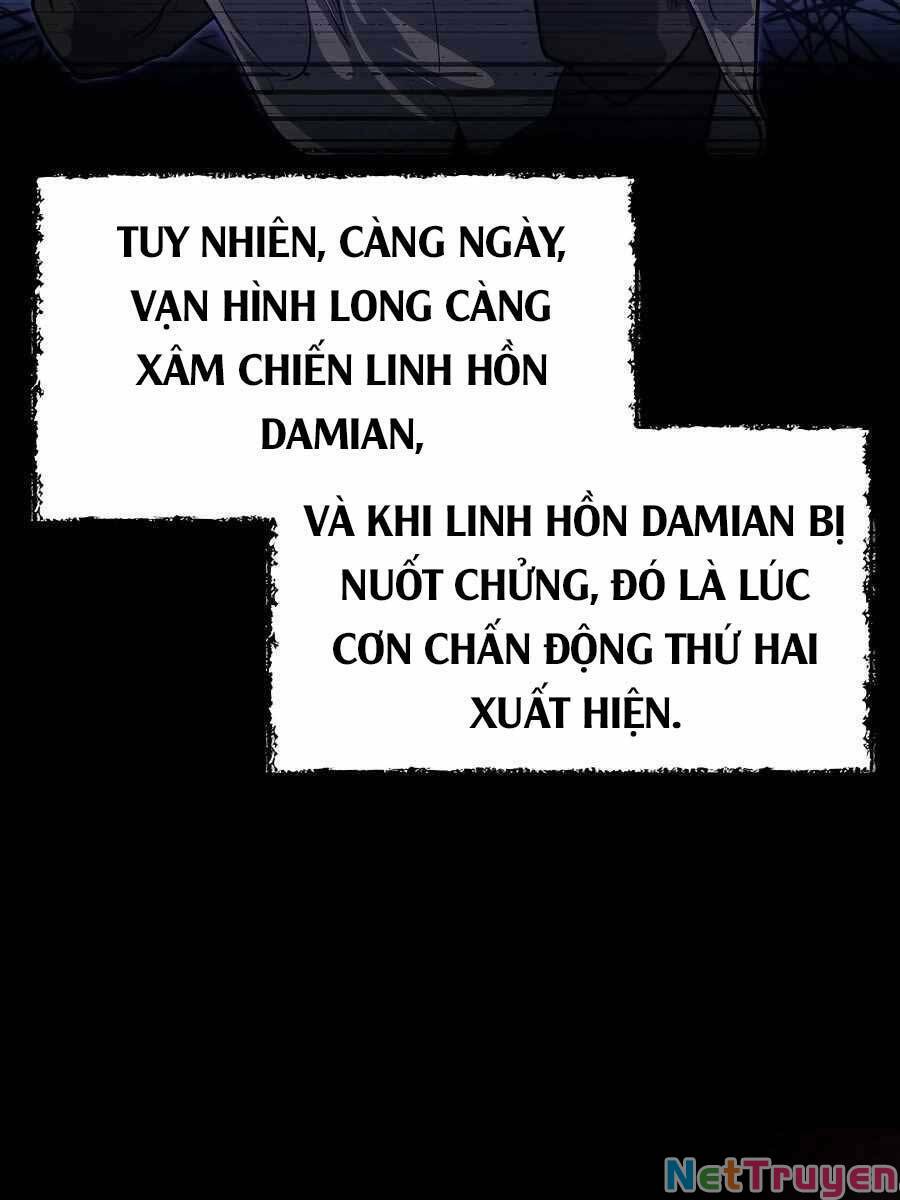 TUY NHIÊN, CÀNG NGÀY,
VẠN HÌNH LONG CÀNG
XÂM CHIẾN LINH HỒN
DAMIAN,
VÀ KHI LINH HỒN DAMIAN BỊ
NUỐT CHỬNG, ĐÓ LÀ LÚC
CƠN CHẤN ĐỘNG THỨ HAI
XUẤT HIỆN.
NetTruyen